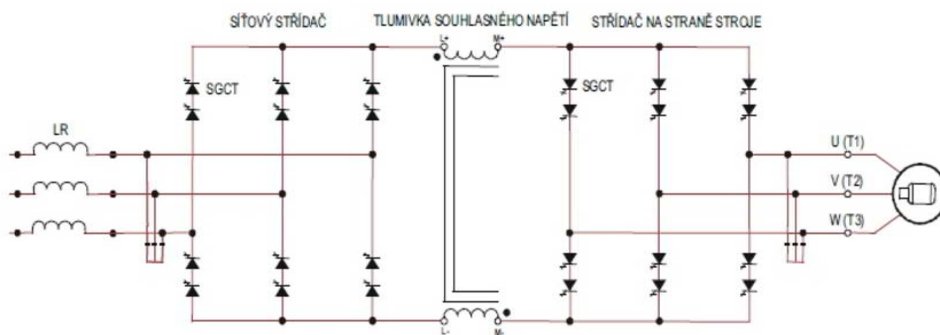 SÍŤOVÝ STŘÍDAČ
TLUMIVKA SOUHLASNÉHO NAPĚTÍ
STŘÍDAČ NA STRANĚ STROJE
L+
M+
SGCT
SGCT
LR
U (T1)
V (T2)
W (T3)
L-
M-